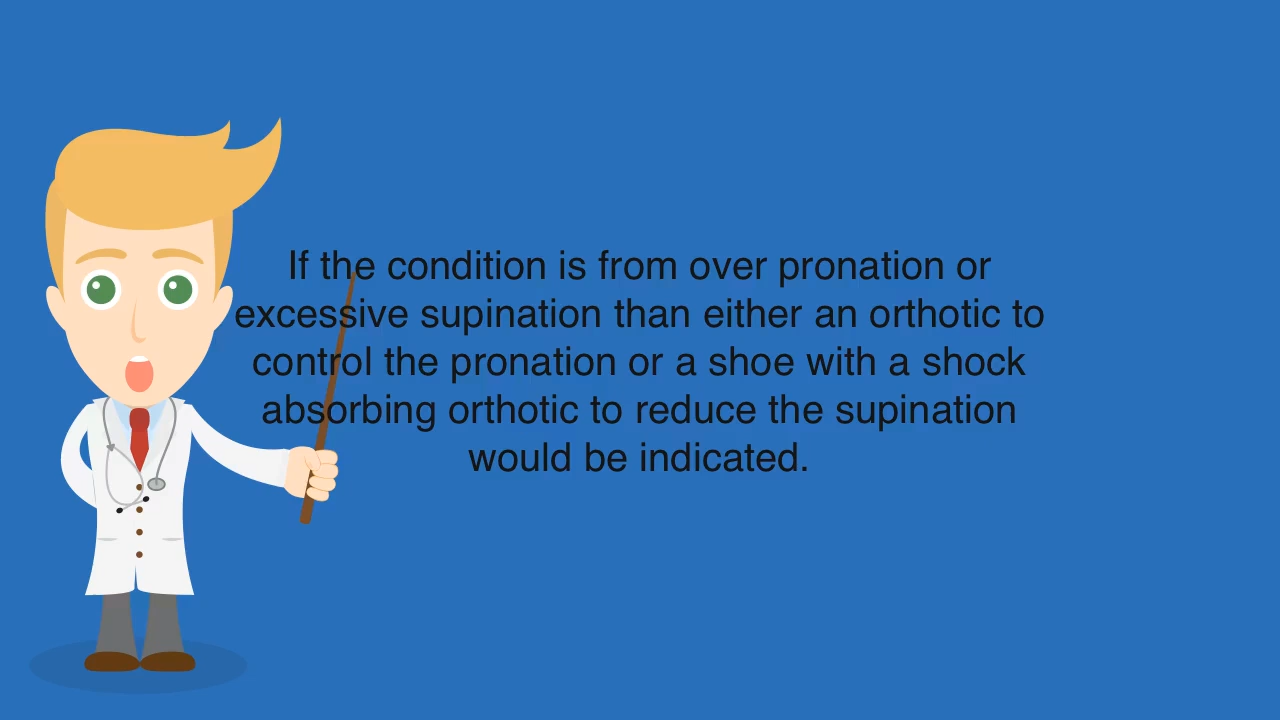 If the condition is from over pronation or
excessive supination than either an orthotic to
control the pronation or a shoe with a shock
absorbing orthotic to reduce the supination
would be indicated.